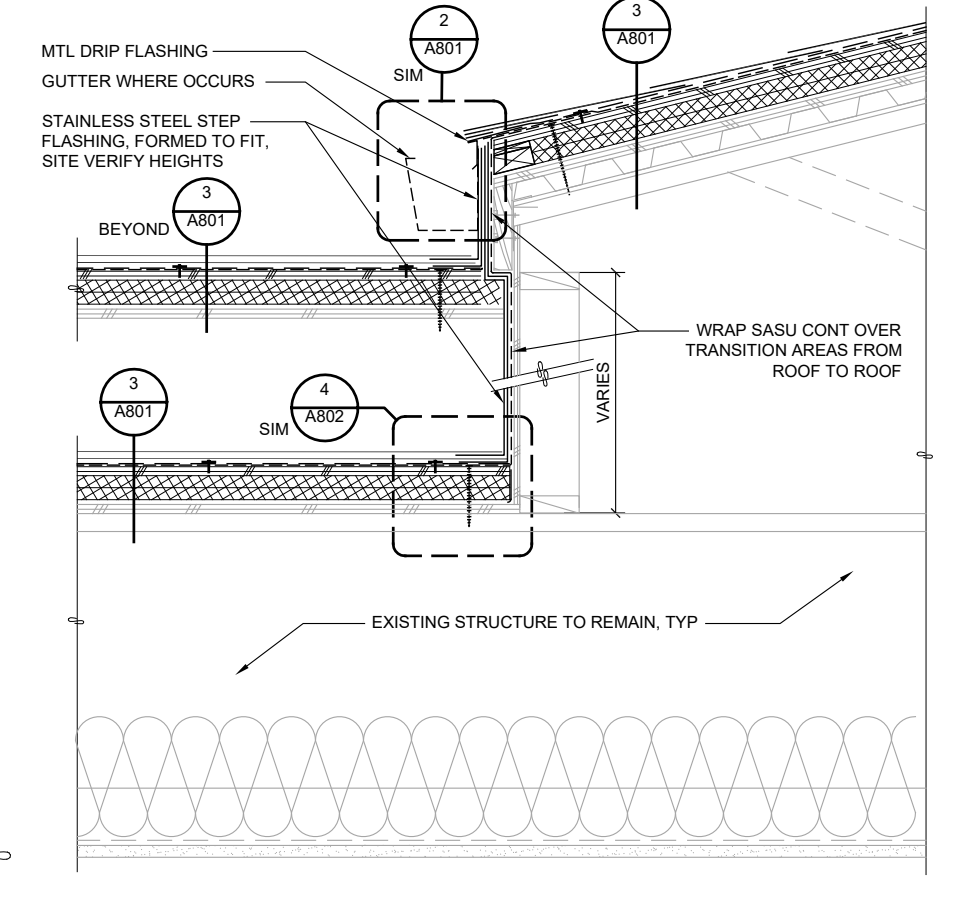 2
A801
SIM
3
A801
MTL DRIP FLASHING
GUTTER WHERE OCCURS
STAINLESS STEEL STEP
FLASHING, FORMED TO FIT,
SITE VERIFY HEIGHTS
3
A801
BEYOND
WRAP SASU CONT OVER
TRANSITION AREAS FROM
ROOF TO ROOF
VARIES
3
A801
4
A802
SIM
EXISTING STRUCTURE TO REMAIN, TYP